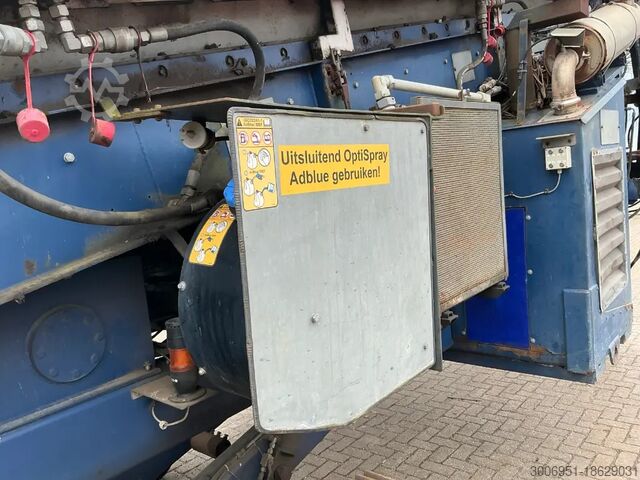 Uitsluitend OptiSpray
Adblue gebruiken!
3006951-18629031